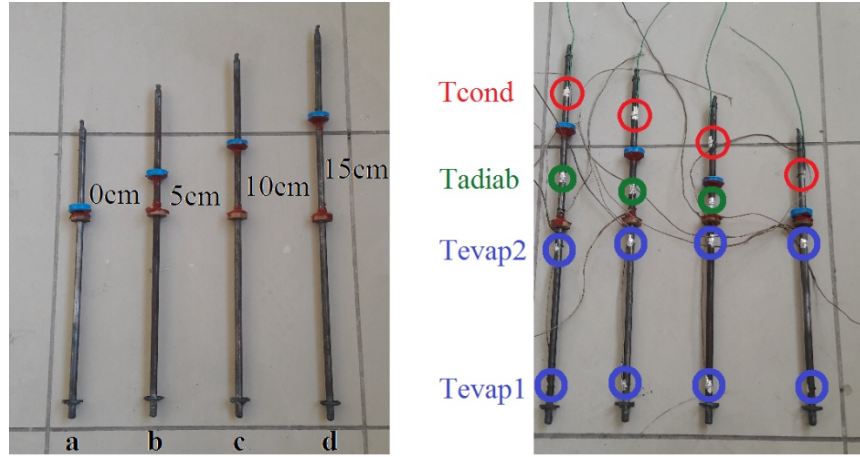 0cm
5cm
10cm
15cm
a
b
c
d
Tcond
Tadiab
Tevap2
Tevap1